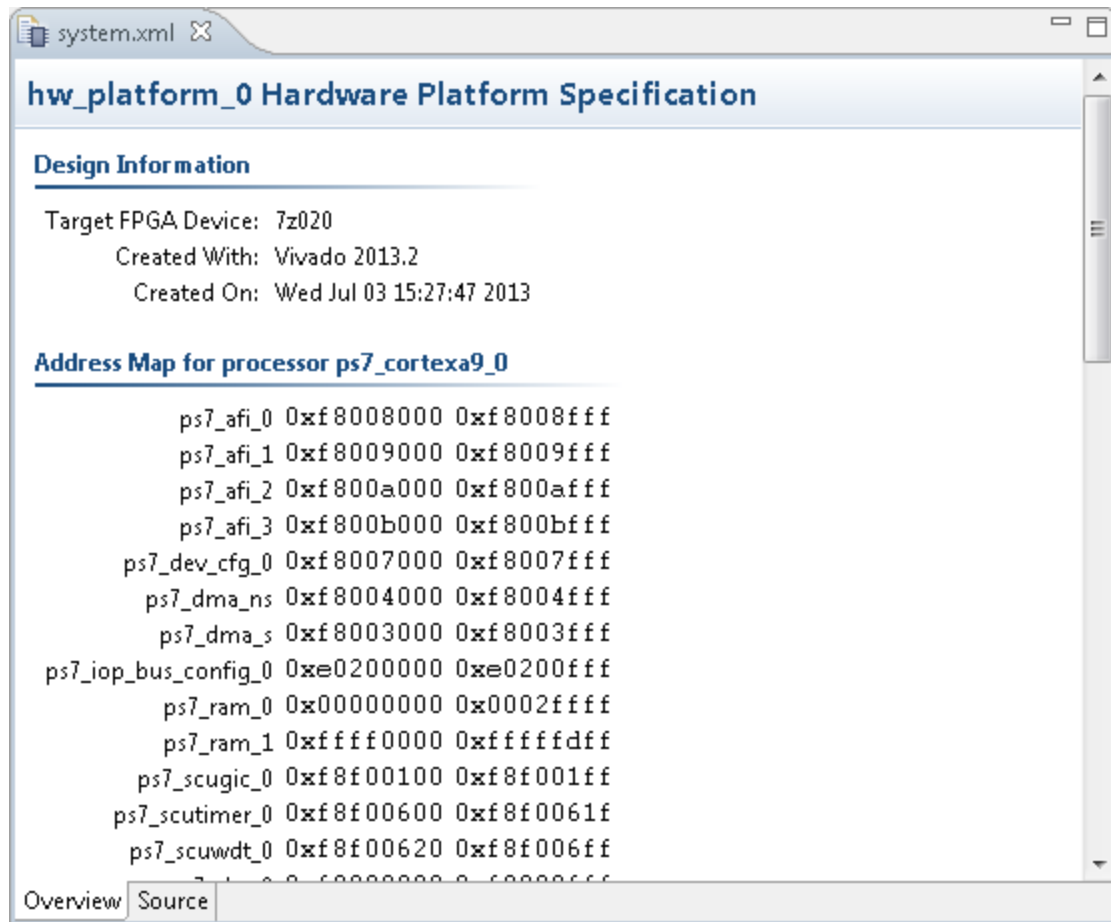 system.xml
hw_platform_0 Hardware Platform Specification
Design Information
Target FPGA Device: 7z020
Created With: Vivado 2013.2
Created On: Wed Jul 03 15:27:47 2013
Address Map for processor ps7_cortexa9_0
ps7_afi_0 0xf8008000 0xf8008fff
ps7_afi_1 0xf8009000 0xf8009fff
ps7_afi_2 0xf800a000 0xf800afff
ps7_afi_3 0xf800b000 0xf800bfff
ps7_dev_cfg_0 0xf8007000 0xf8007fff
ps7_dma_ns 0xf8004000 0xf8004fff
ps7_dma_s 0xf8003000 0xf8003fff
ps7_iop_bus_config_0 0xe0200000 0xe0200fff
ps7_ram_0 0x00000000 0x0002ffff
ps7_ram_1 0xffff0000 0xfffffdff
ps7_scugic_0 0xf8f00100 0xf8f001ff
ps7_scutimer_0 0xf8f00600 0xf8f0061f
ps7_scuwdt_0 0xf8f00620 0xf8f006ff
Overview Source